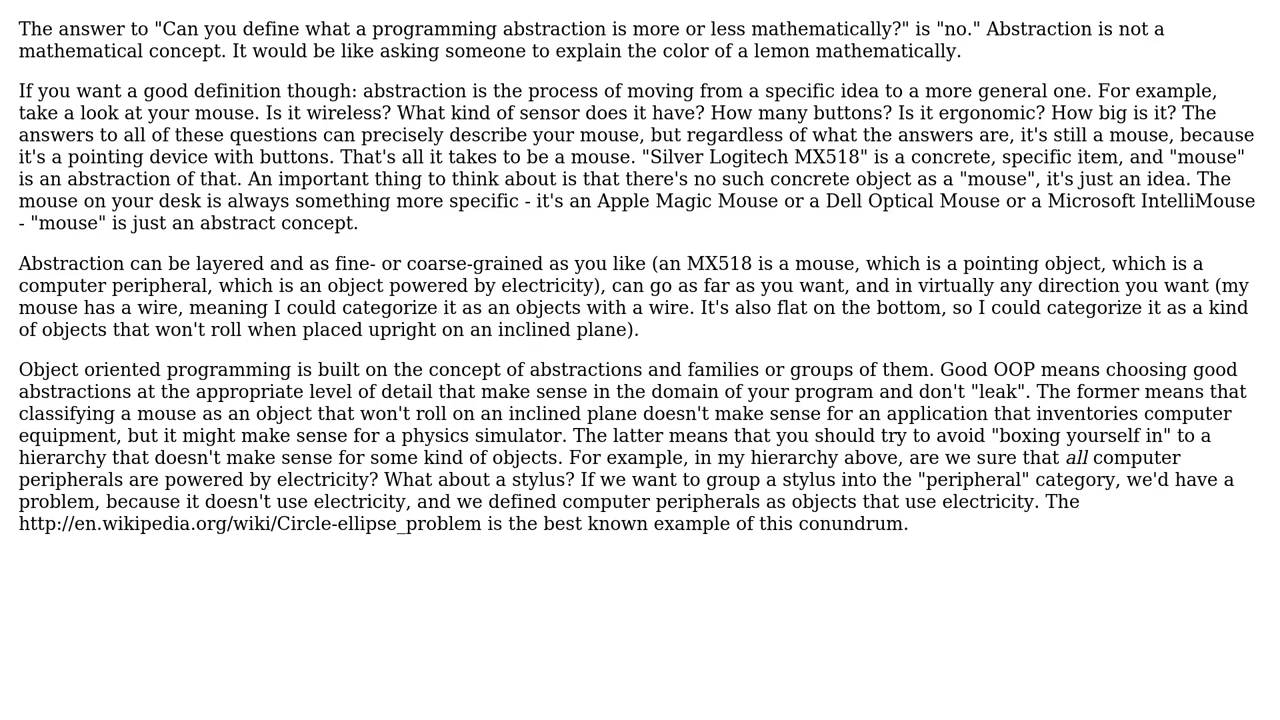 The answer to "Can you define what a programming abstraction is more or less mathematically?" is "no." Abstraction is not a
mathematical concept. It would be like asking someone to explain the color of a lemon mathematically.
If you want a good definition though: abstraction is the process of moving from a specific idea to a more general one. For example,
take a look at your mouse. Is it wireless? What kind of sensor does it have? How many buttons? Is it ergonomic? How big is it? The
answers to all of these questions can precisely describe your mouse, but regardless of what the answers are, it's still a mouse, because
it's a pointing device with buttons. That's all it takes to be a mouse. "Silver Logitech MX518" is a concrete, specific item, and "mouse"
is an abstraction of that. An important thing to think about is that there's no such concrete object as a "mouse", it's just an idea. The
mouse on your desk is always something more specific - it's an Apple Magic Mouse or a Dell Optical Mouse or a Microsoft IntelliMouse
- "mouse" is just an abstract concept.
Abstraction can be layered and as fine- or coarse-grained as you like (an MX518 is a mouse, which is a pointing object, which is a
computer peripheral, which is an object powered by electricity), can go as far as you want, and in virtually any direction you want (my
mouse has a wire, meaning I could categorize it as an objects with a wire. It's also flat on the bottom, so I could categorize it as a kind
of objects that won't roll when placed upright on an inclined plane).
Object oriented programming is built on the concept of abstractions and families or groups of them. Good OOP means choosing good
abstractions at the appropriate level of detail that make sense in the domain of your program and don't "leak". The former means that
classifying a mouse as an object that won't roll on an inclined plane doesn't make sense for an application that inventories computer
equipment, but it might make sense for a physics simulator. The latter means that you should try to avoid "boxing yourself in" to a
hierarchy that doesn't make sense for some kind of objects. For example, in my hierarchy above, are we sure that all computer
peripherals are powered by electricity? What about a stylus? If we want to group a stylus into the "peripheral" category, we'd have a
problem, because it doesn't use electricity, and we defined computer peripherals as objects that use electricity. The
http://en.wikipedia.org/wiki/Circle-ellipse_problem is the best known example of this conundrum.